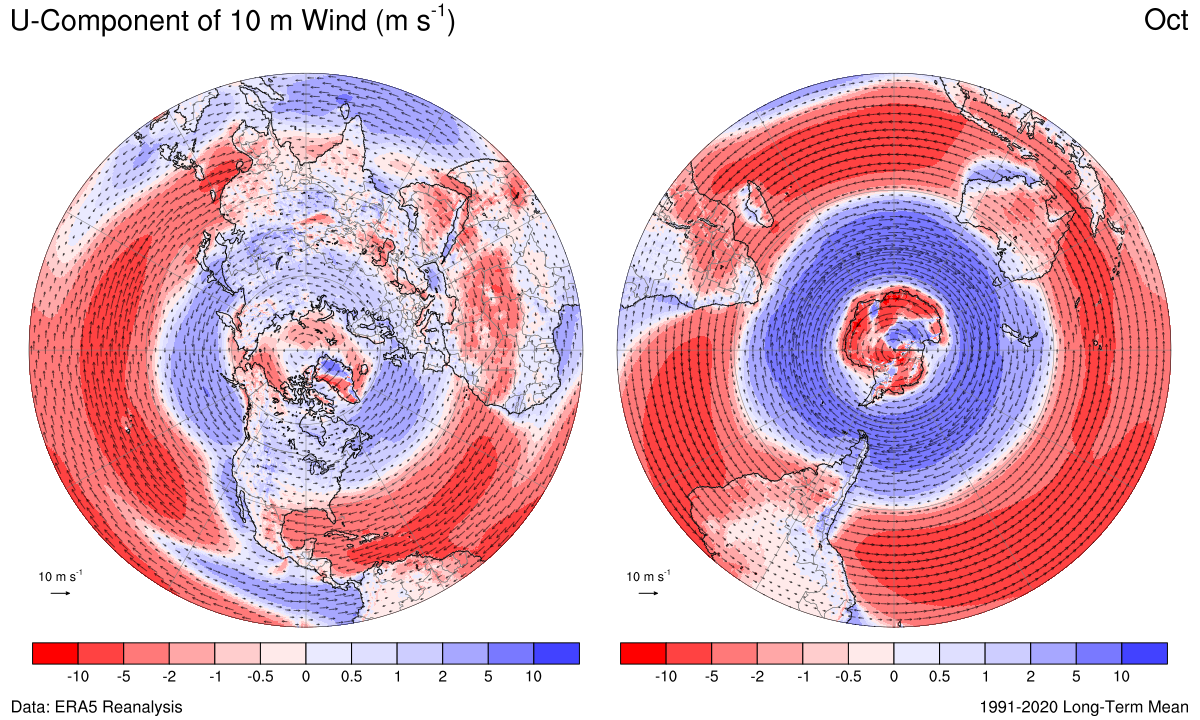 U-Component of 10 m Wind (m s⁻¹) Oct
10 m s⁻¹ 10 m s⁻¹
-10 -5 -2 -1 -0.5 0 0.5 1 2 5 10 -10 -5 -2 -1 -0.5 0 0.5 1 2 5 10
Data: ERA5 Reanalysis 1991-2020 Long-Term Mean